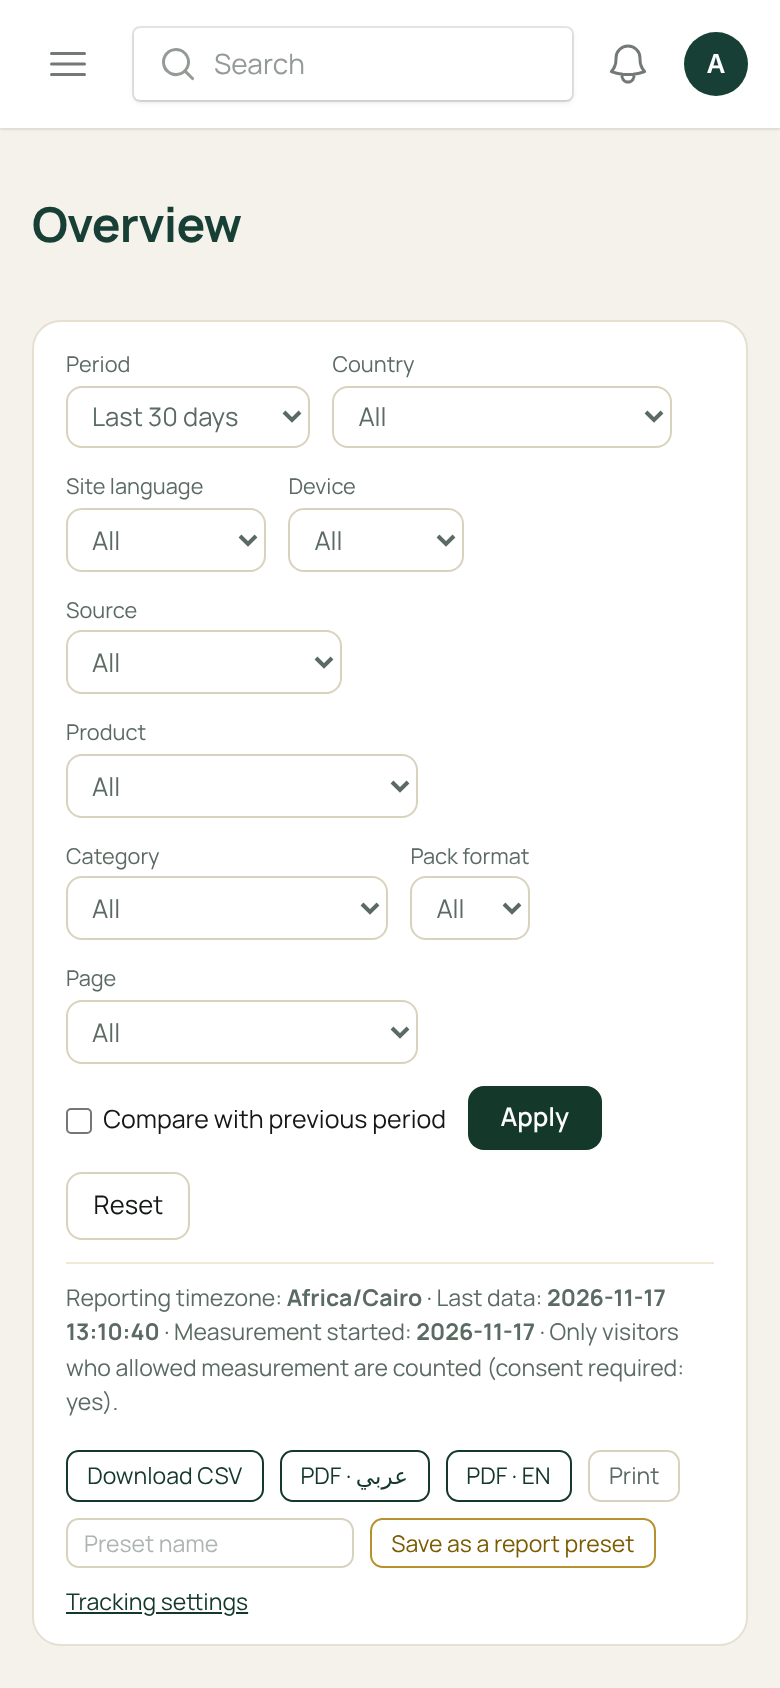 Search
A
Overview
Period
Country
Last 30 days
All
Site language
Device
All
All
Source
All
Product
All
Category
Pack format
All
All
Page
All
Compare with previous period
Apply
Reset
Reporting timezone: Africa/Cairo · Last data: 2026-11-17
13:10:40 · Measurement started: 2026-11-17 · Only visitors
who allowed measurement are counted (consent required:
yes).
Download CSV
PDF · عربي
PDF · EN
Print
Preset name
Save as a report preset
Tracking settings